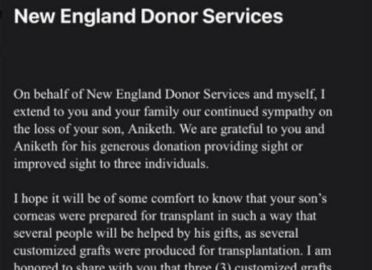 New England Donor Services
On behalf of New England Donor Services and myself, I
extend to you and your family our continued sympathy on
the loss of your son, Aniketh. We are grateful to you and
Aniketh for his generous donation providing sight or
improved sight to three individuals.
I hope it will be of some comfort to know that your son's
corneas were prepared for transplant in such a way that
several people will be helped by his gifts, as several
customized grafts were produced for transplantation. I am
honored to share with you that three (3) customized grafts